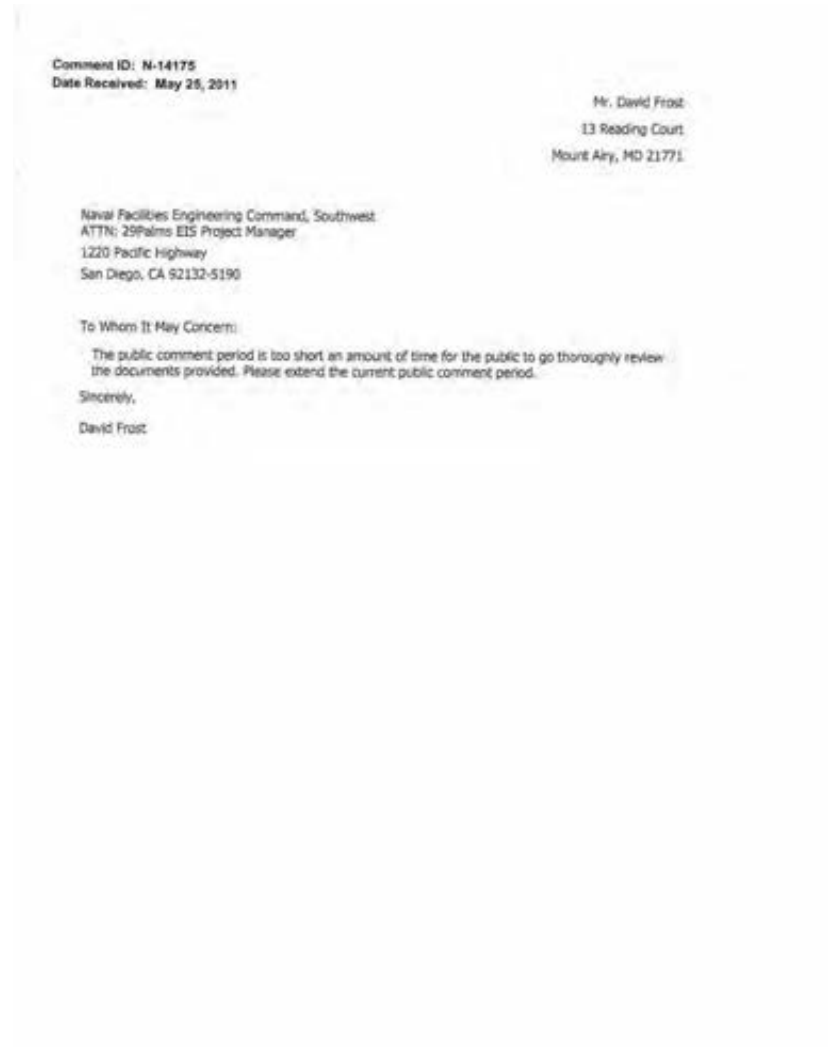 Comment ID: N-14175
Date Received: May 25, 2011
Mr. David Frost
13 Reading Court
Mount Airy, MD 21771
Naval Facilities Engineering Command, Southwest
ATTN: 29Palms EIS Project Manager
1220 Pacific Highway
San Diego, CA 92132-5190
To Whom It May Concern:
The public comment period is too short an amount of time for the public to go thoroughly review
the documents provided. Please extend the current public comment period.
Sincerely,
David Frost